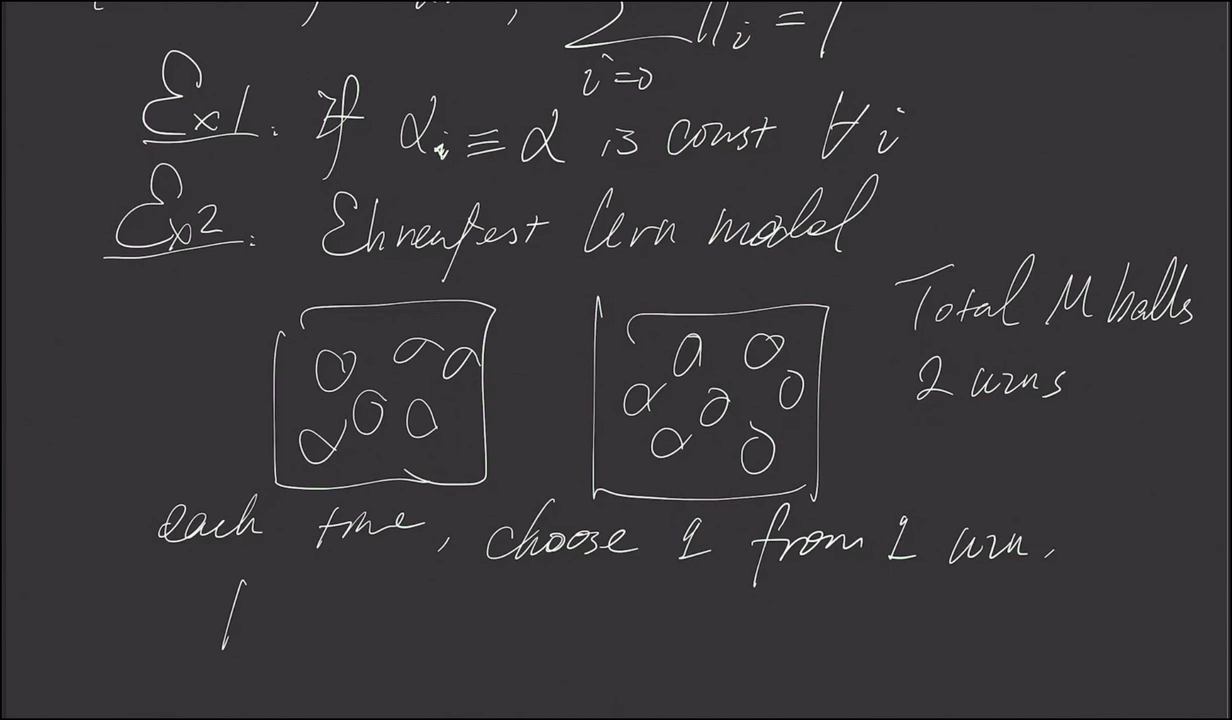 ∑_{i=0} π_i = 1
Ex1: If α_i ≡ α is const ∀ i
Ex2: Ehrenfest Urn model
Total M balls
2 urns
each time, choose 1 from 1 urn,